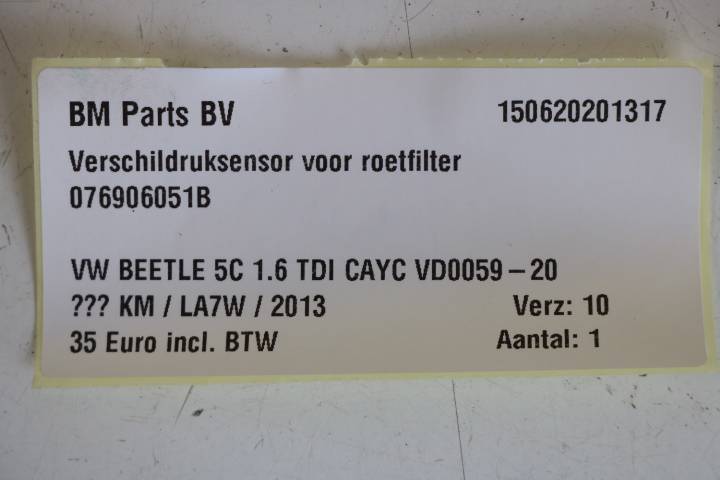 BM Parts BV 150620201317
Verschildruksensor voor roetfilter
076906051B
VW BEETLE 5C 1.6 TDI CAYC VD0059 – 20
??? KM / LA7W / 2013 Verz: 10
35 Euro incl. BTW Aantal: 1